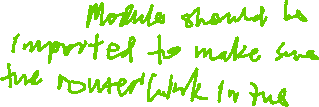 Module should be
imported to make sure
the routerlink in the